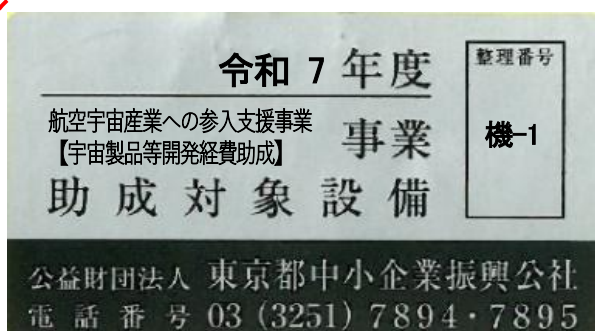 令和 7 年度
整理番号
航空宇宙産業への参入支援事業
【宇宙製品等開発経費助成】
事業
機-1
助成対象設備
公益財団法人 東京都中小企業振興公社
電話番号 03 (3251) 7894・7895